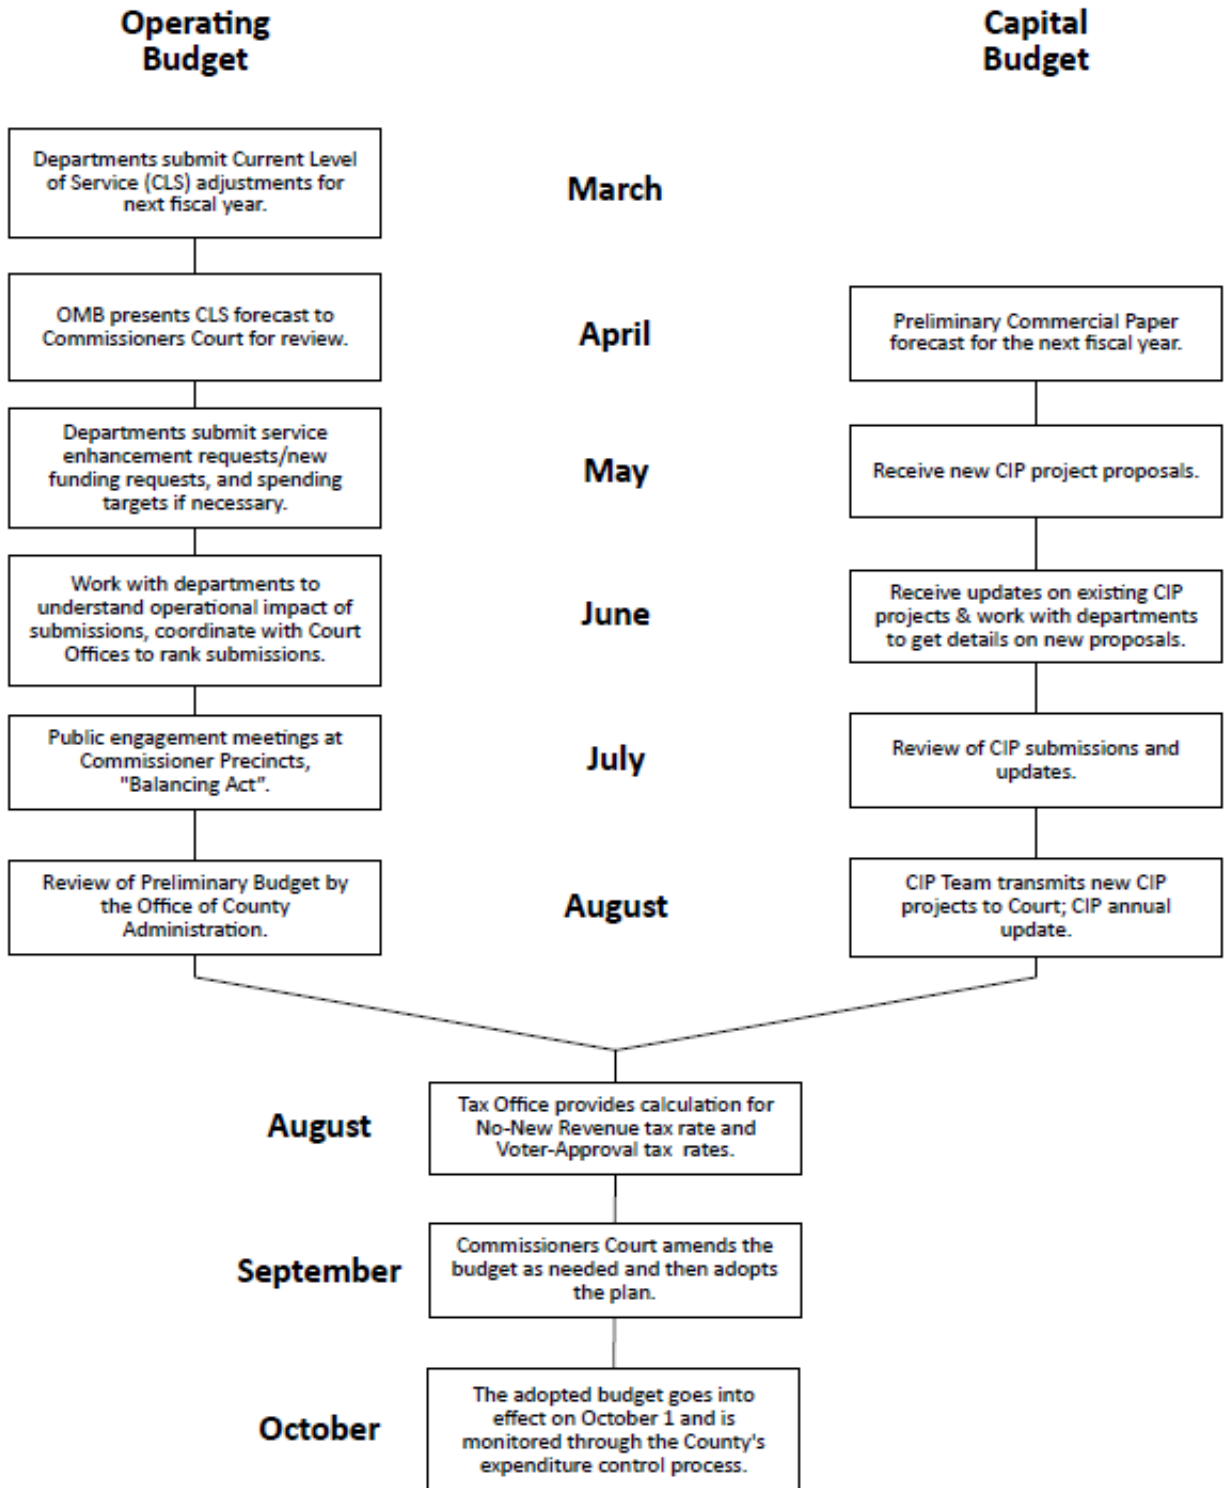 Operating
Budget
Capital
Budget
Departments submit Current Level
of Service (CLS) adjustments for
next fiscal year.
March
OMB presents CLS forecast to
Commissioners Court for review.
April
Preliminary Commercial Paper
forecast for the next fiscal year.
Departments submit service
enhancement requests/new
funding requests, and spending
targets if necessary.
May
Receive new CIP project proposals.
Work with departments to
understand operational impact of
submissions, coordinate with Court
Offices to rank submissions.
June
Receive updates on existing CIP
projects & work with departments
to get details on new proposals.
Public engagement meetings at
Commissioner Precincts,
"Balancing Act”.
July
Review of CIP submissions and
updates.
Review of Preliminary Budget by
the Office of County
Administration.
August
CIP Team transmits new CIP
projects to Court; CIP annual
update.
August
Tax Office provides calculation for
No-New Revenue tax rate and
Voter-Approval tax rates.
September
Commissioners Court amends the
budget as needed and then adopts
the plan.
October
The adopted budget goes into
effect on October 1 and is
monitored through the County's
expenditure control process.